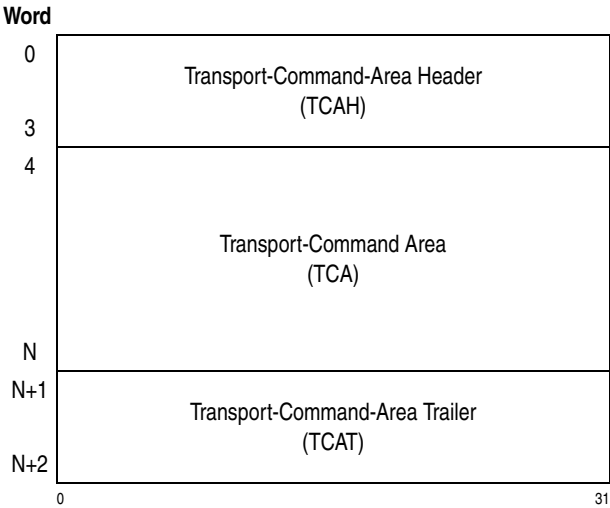 Word
0
Transport-Command-Area Header
(TCAH)
3
4
Transport-Command Area
(TCA)
N
N+1
Transport-Command-Area Trailer
(TCAT)
N+2
0 31